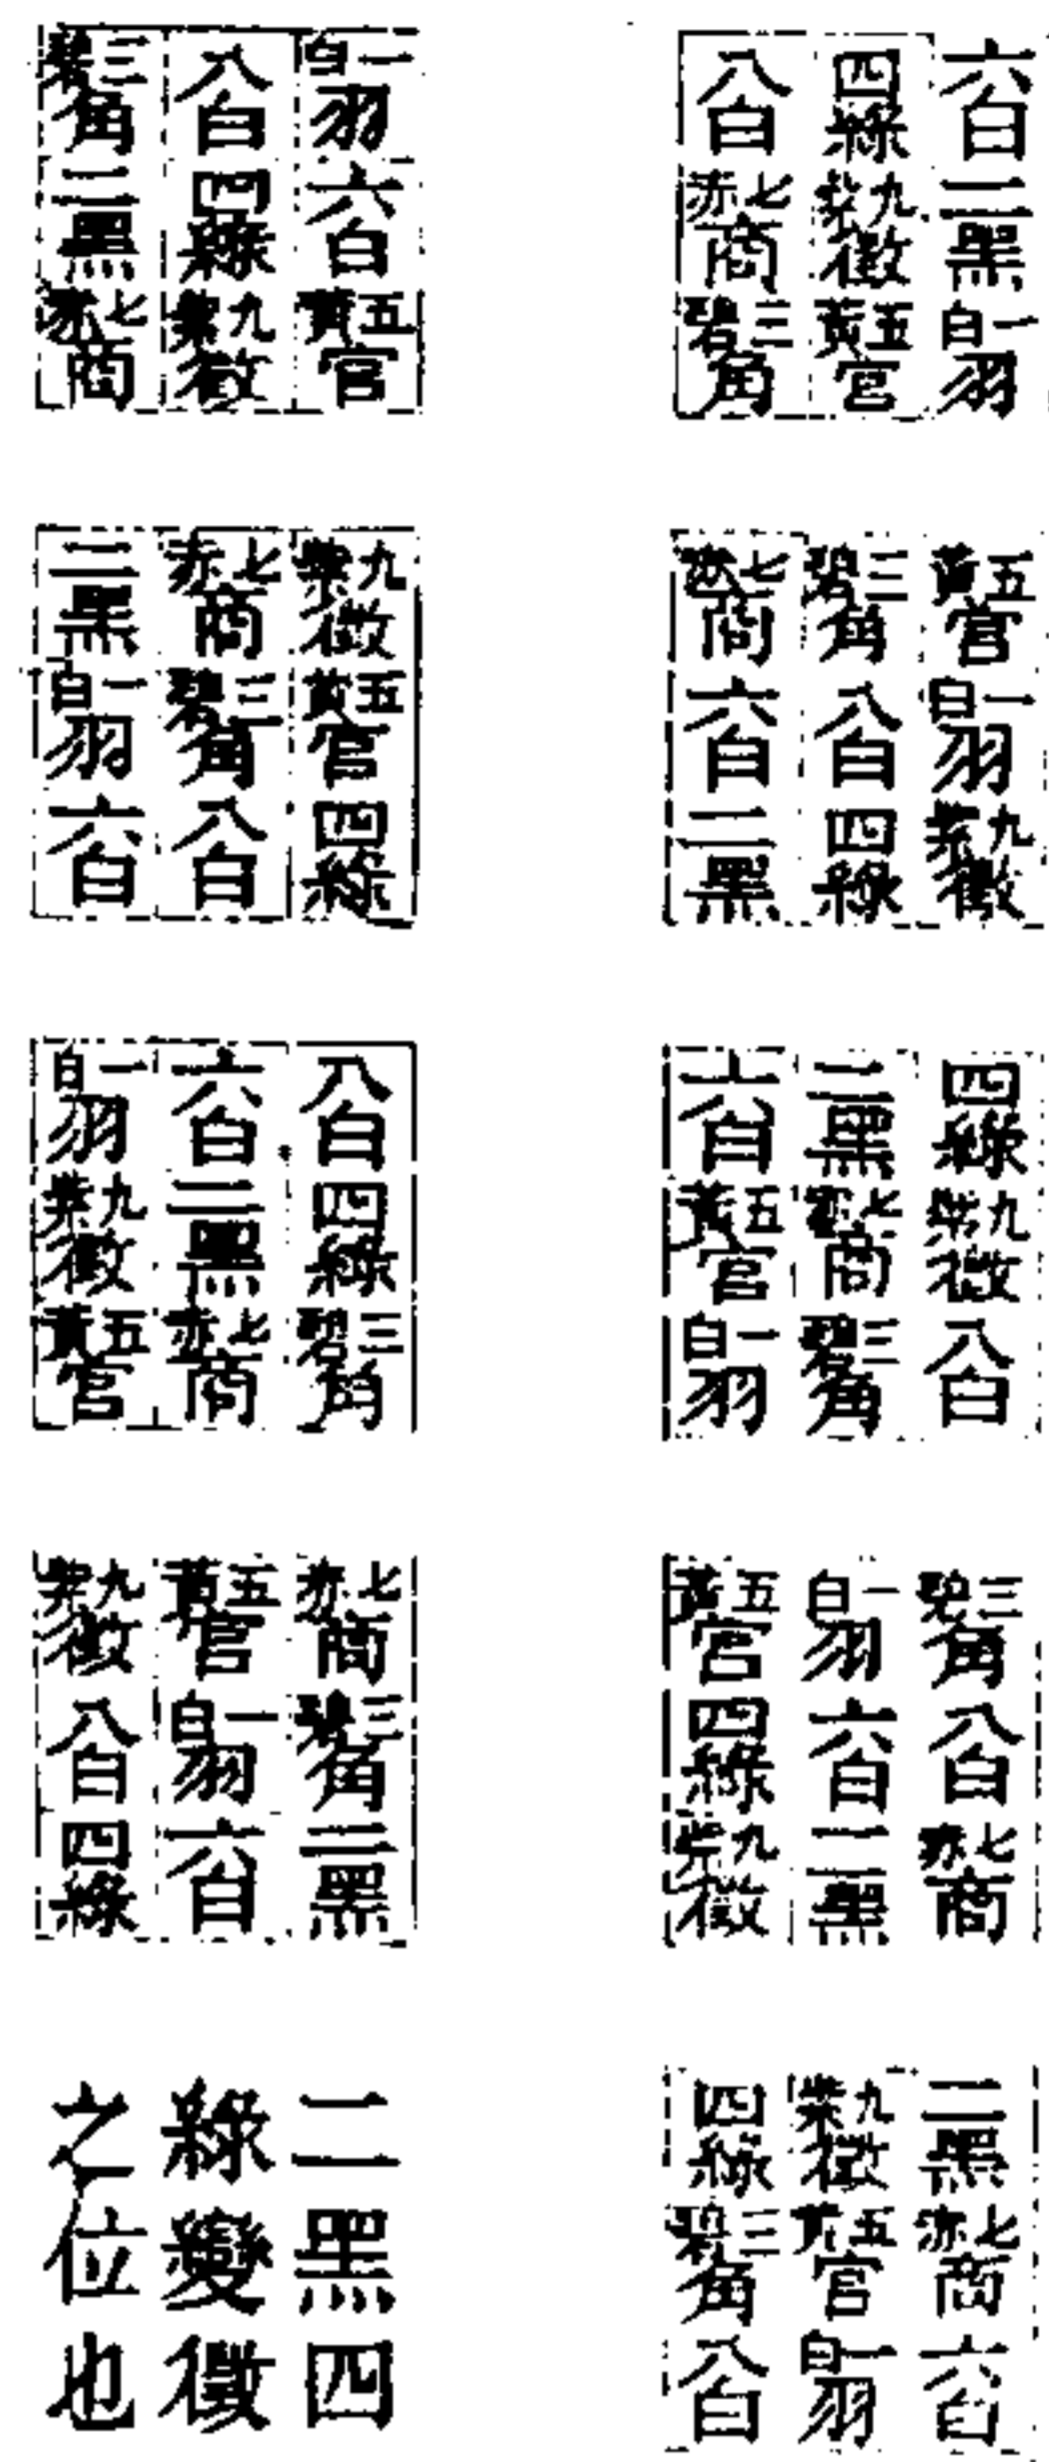 六白二黑一白羽
四綠九紫徵五黃宮
八白七赤商三碧角
五黃宮一白羽九紫徵
三碧角八白四綠
七赤商六白二黑
四綠九紫徵八白
二黑七赤商三碧角
六白五黃宮一白羽
三碧角八白七赤商
一白羽六白二黑
五黃宮四綠九紫徵
二黑七赤商六白
九紫徵五黃宮一白羽
四綠三碧角八白
一白羽六白五黃宮
八白四綠九紫徵
三碧角二黑七赤商
九紫徵五黃宮四綠
七赤商三碧角八白
二黑一白羽六白
八白四綠三碧角
六白二黑七赤商
一白羽九紫徵五黃宮
七赤商三碧角二黑
五黃宮一白羽六白
九紫徵八白四綠
二黑四
綠變徵
之位也